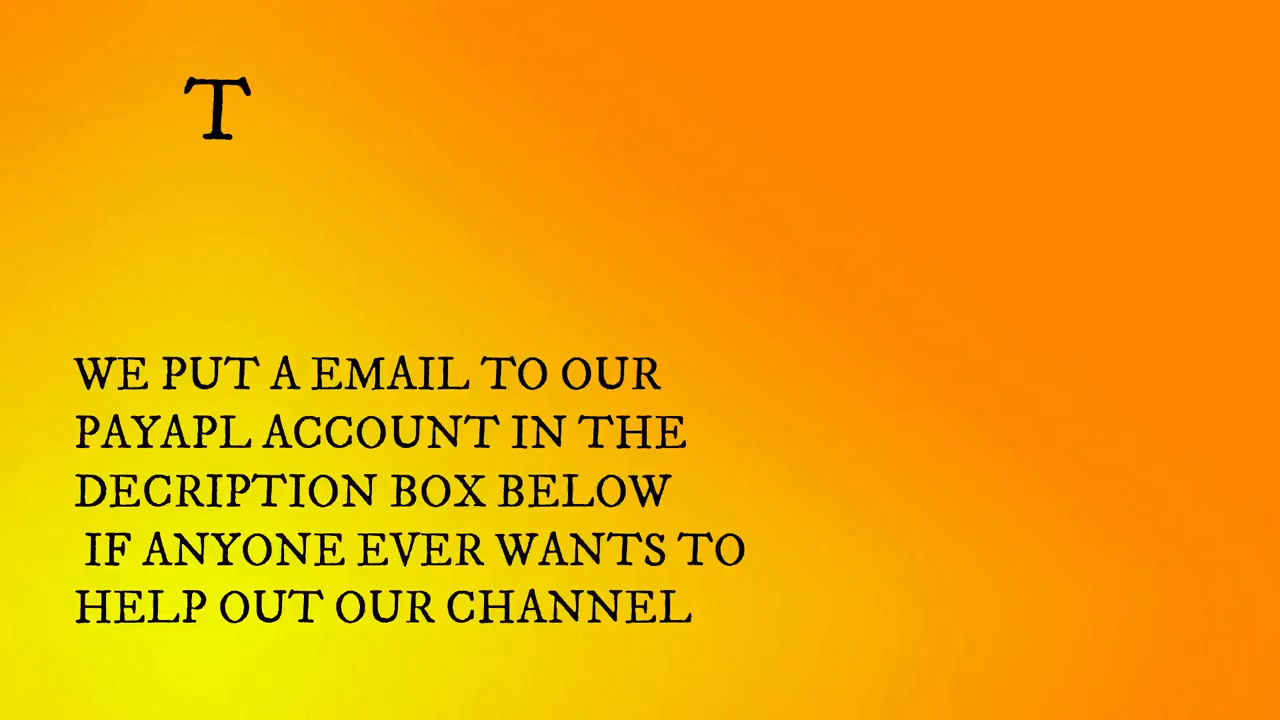 T
WE PUT A EMAIL TO OUR
PAYAPL ACCOUNT IN THE
DECRIPTION BOX BELOW
IF ANYONE EVER WANTS TO
HELP OUT OUR CHANNEL